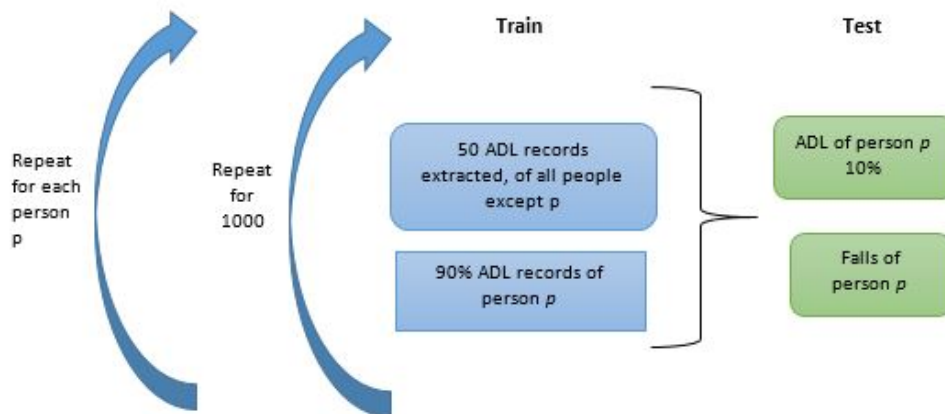 Train
Test
Repeat
for each
person
p
Repeat
for
1000
50 ADL records
extracted, of all people
except p
90% ADL records of
person p
ADL of person p
10%
Falls of
person p